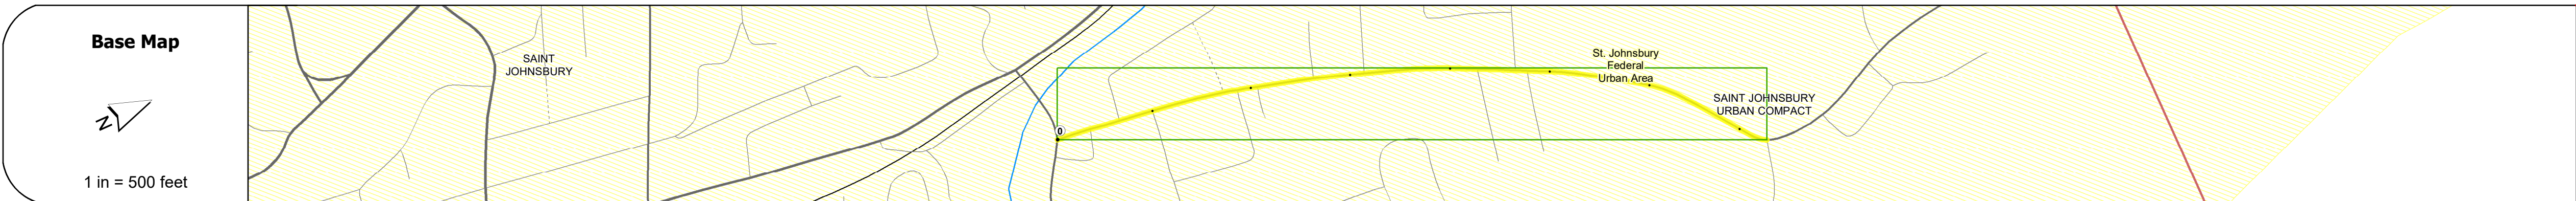 Base Map
N
1 in = 500 feet
SAINT
JOHNSBURY
0
St. Johnsbury
Federal
Urban Area
SAINT JOHNSBURY
URBAN COMPACT